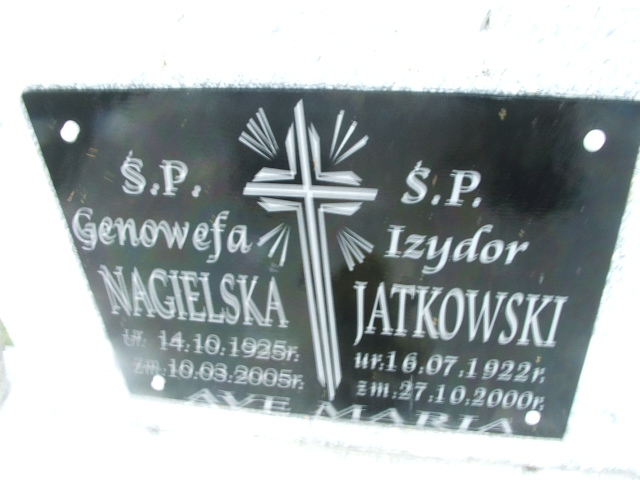 Ś.P.
Genowefa
NAGIELSKA
ur. 14.10.1925r.
zm.10.03.2005r.
Ś.P.
Izydor
JATKOWSKI
ur.16.07.1922r.
zm.27.10.2000r.
AVE MARIA